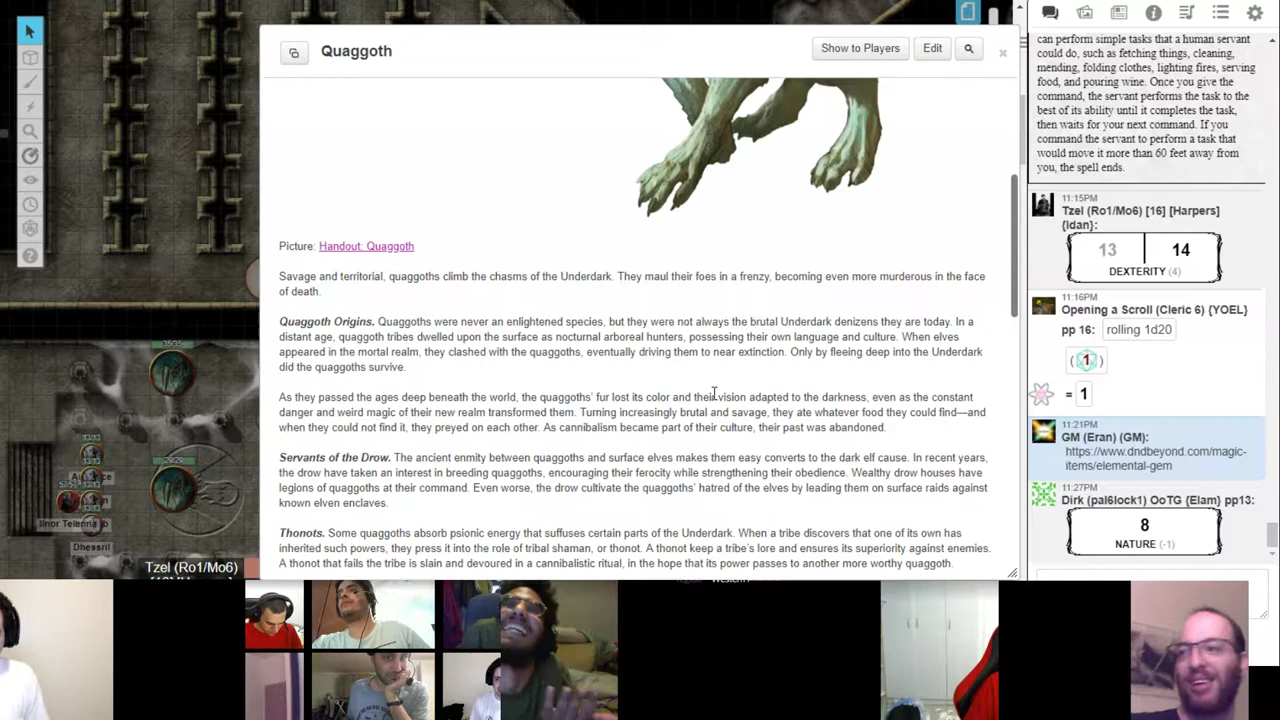 Quaggoth
Show to Players
Edit
Picture: Handout: Quaggoth
Savage and territorial, quaggoths climb the chasms of the Underdark. They maul their foes in a frenzy, becoming even more murderous in the face
of death.
Quaggoth Origins. Quaggoths were never an enlightened species, but they were not always the brutal Underdark denizens they are today. In a
distant age, quaggoth tribes dwelled upon the surface as nocturnal arboreal hunters, possessing their own language and culture. When elves
appeared in the mortal realm, they clashed with the quaggoths, eventually driving them to near extinction. Only by fleeing deep into the Underdark
did the quaggoths survive.
As they passed the ages deep beneath the world, the quaggoths' fur lost its color and their vision adapted to the darkness, even as the constant
danger and weird magic of their new realm transformed them. Turning increasingly brutal and savage, they ate whatever food they could find—and
when they could not find it, they preyed on each other. As cannibalism became part of their culture, their past was abandoned.
Servants of the Drow. The ancient enmity between quaggoths and surface elves makes them easy converts to the dark elf cause. In recent years,
the drow have taken an interest in breeding quaggoths, encouraging their ferocity while strengthening their obedience. Wealthy drow houses have
legions of quaggoths at their command. Even worse, the drow cultivate the quaggoths' hatred of the elves by leading them on surface raids against
known elven enclaves.
Thonots. Some quaggoths absorb psionic energy that suffuses certain parts of the Underdark. When a tribe discovers that one of its own has
inherited such powers, they press it into the role of tribal shaman, or thonot. A thonot keep a tribe's lore and ensures its superiority against enemies.
A thonot that fails the tribe is slain and devoured in a cannibalistic ritual, in the hope that its power passes to another more worthy quaggoth.
can perform simple tasks that a human servant
could do, such as fetching things, cleaning,
mending, folding clothes, lighting fires, serving
food, and pouring wine. Once you give the
command, the servant performs the task to the
best of its ability until it completes the task,
then waits for your next command. If you
command the servant to perform a task that
would move it more than 60 feet away from
you, the spell ends.
11:15PM
Tzel (Ro1/Mo6) [16] [Harpers]
{Idan}:
13 14
DEXTERITY (4)
11:16PM
Opening a Scroll (Cleric 6) {YOEL}
pp 16: rolling 1d20
(1)
= 1
11:21PM
GM (Eran) (GM):
https://www.dndbeyond.com/magic-
items/elemental-gem
11:27PM
Dirk (pal6lock1) OoTG {Elam} pp13:
8
NATURE (-1)
35/35
29/29
Dhessril
Tzel (Ro1/Mo6)